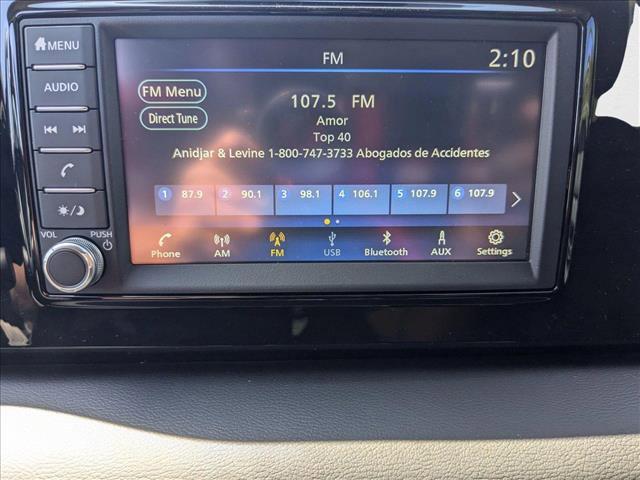 MENU
AUDIO
VOL PUSH
FM 2:10
FM Menu
Direct Tune
107.5 FM
Amor
Top 40
Anidjar & Levine 1-800-747-3733 Abogados de Accidentes
1 87.9 2 90.1 3 98.1 4 106.1 5 107.9 6 107.9
Phone AM FM USB Bluetooth AUX Settings